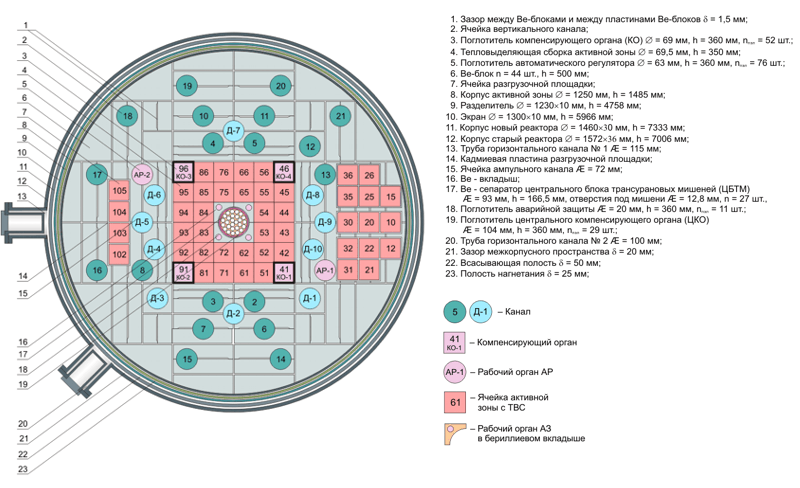 1. Зазор между Ве-блоками и между пластинами Ве-блоков δ = 1,5 мм;
2. Ячейка вертикального канала;
3. Поглотитель компенсирующего органа (КО) ∅ = 69 мм, h = 360 мм, nпэл = 52 шт.;
4. Тепловыделяющая сборка активной зоны ∅ = 69,5 мм, h = 350 мм;
5. Поглотитель автоматического регулятора ∅ = 63 мм, h = 360 мм, nпэл = 76 шт.;
6. Ве-блок n = 44 шт., h = 500 мм;
7. Ячейка разгрузочной площадки;
8. Корпус активной зоны ∅ = 1250 мм, h = 1485 мм;
9. Разделитель ∅ = 1230×10 мм, h = 4758 мм;
10. Экран ∅ = 1300×10 мм, h = 5966 мм;
11. Корпус новый реактора ∅ = 1460×30 мм, h = 7333 мм;
12. Корпус старый реактора ∅ = 1572×36 мм, h = 7006 мм;
13. Труба горизонтального канала № 1 Æ = 115 мм;
14. Кадмиевая пластина разгрузочной площадки;
15. Ячейка ампульного канала Æ = 72 мм;
16. Ве - вкладыш;
17. Ве - сепаратор центрального блока трансурановых мишеней (ЦБТМ)
Æ = 93 мм, h = 166,5 мм, отверстия под мишени Æ = 12,8 мм, n = 27 шт.,
18. Поглотитель аварийной защиты Æ = 20 мм, h = 360 мм, nпэл = 11 шт.;
19. Поглотитель центрального компенсирующего органа (ЦКО)
Æ = 104 мм, h = 360 мм, nпэл = 29 шт.;
20. Труба горизонтального канала № 2 Æ = 100 мм;
21. Зазор межкорпусного пространства δ = 20 мм;
22. Всасывающая полость δ = 50 мм;
23. Полость нагнетания δ = 25 мм;
5 Д-1 – Канал
41 КО-1 – Компенсирующий орган
АР-1 – Рабочий орган АР
61 – Ячейка активной
зоны с ТВС
– Рабочий орган АЗ
в бериллиевом вкладыше
1
2
3
4
5
6
7
8
9
10
11
12
13
14
15
16
17
18
19
20
21
22
23
19 20
18 10 11 21
Д-7
4 5 12
17 АР-2 96 КО-3 86 76 66 56 46 КО-4 13 36 26
105 Д-6 95 85 75 65 55 45 Д-8 35 25 15
104 Д-5 94 84 54 44 Д-9 30 20 10
103 93 83 53 43
102 Д-4 92 82 72 62 52 42 Д-10 32 22 12
16 8 91 КО-2 81 71 61 51 41 КО-1 АР-1 31 21
Д-3 3 2 Д-1
Д-2
7 6
15 14